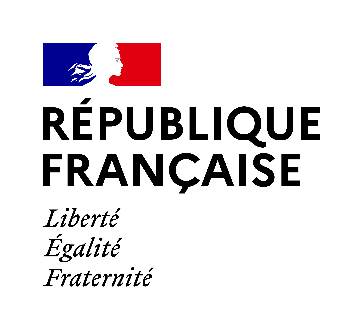 RÉPUBLIQUE
FRANÇAISE
Liberté
Égalité
Fraternité